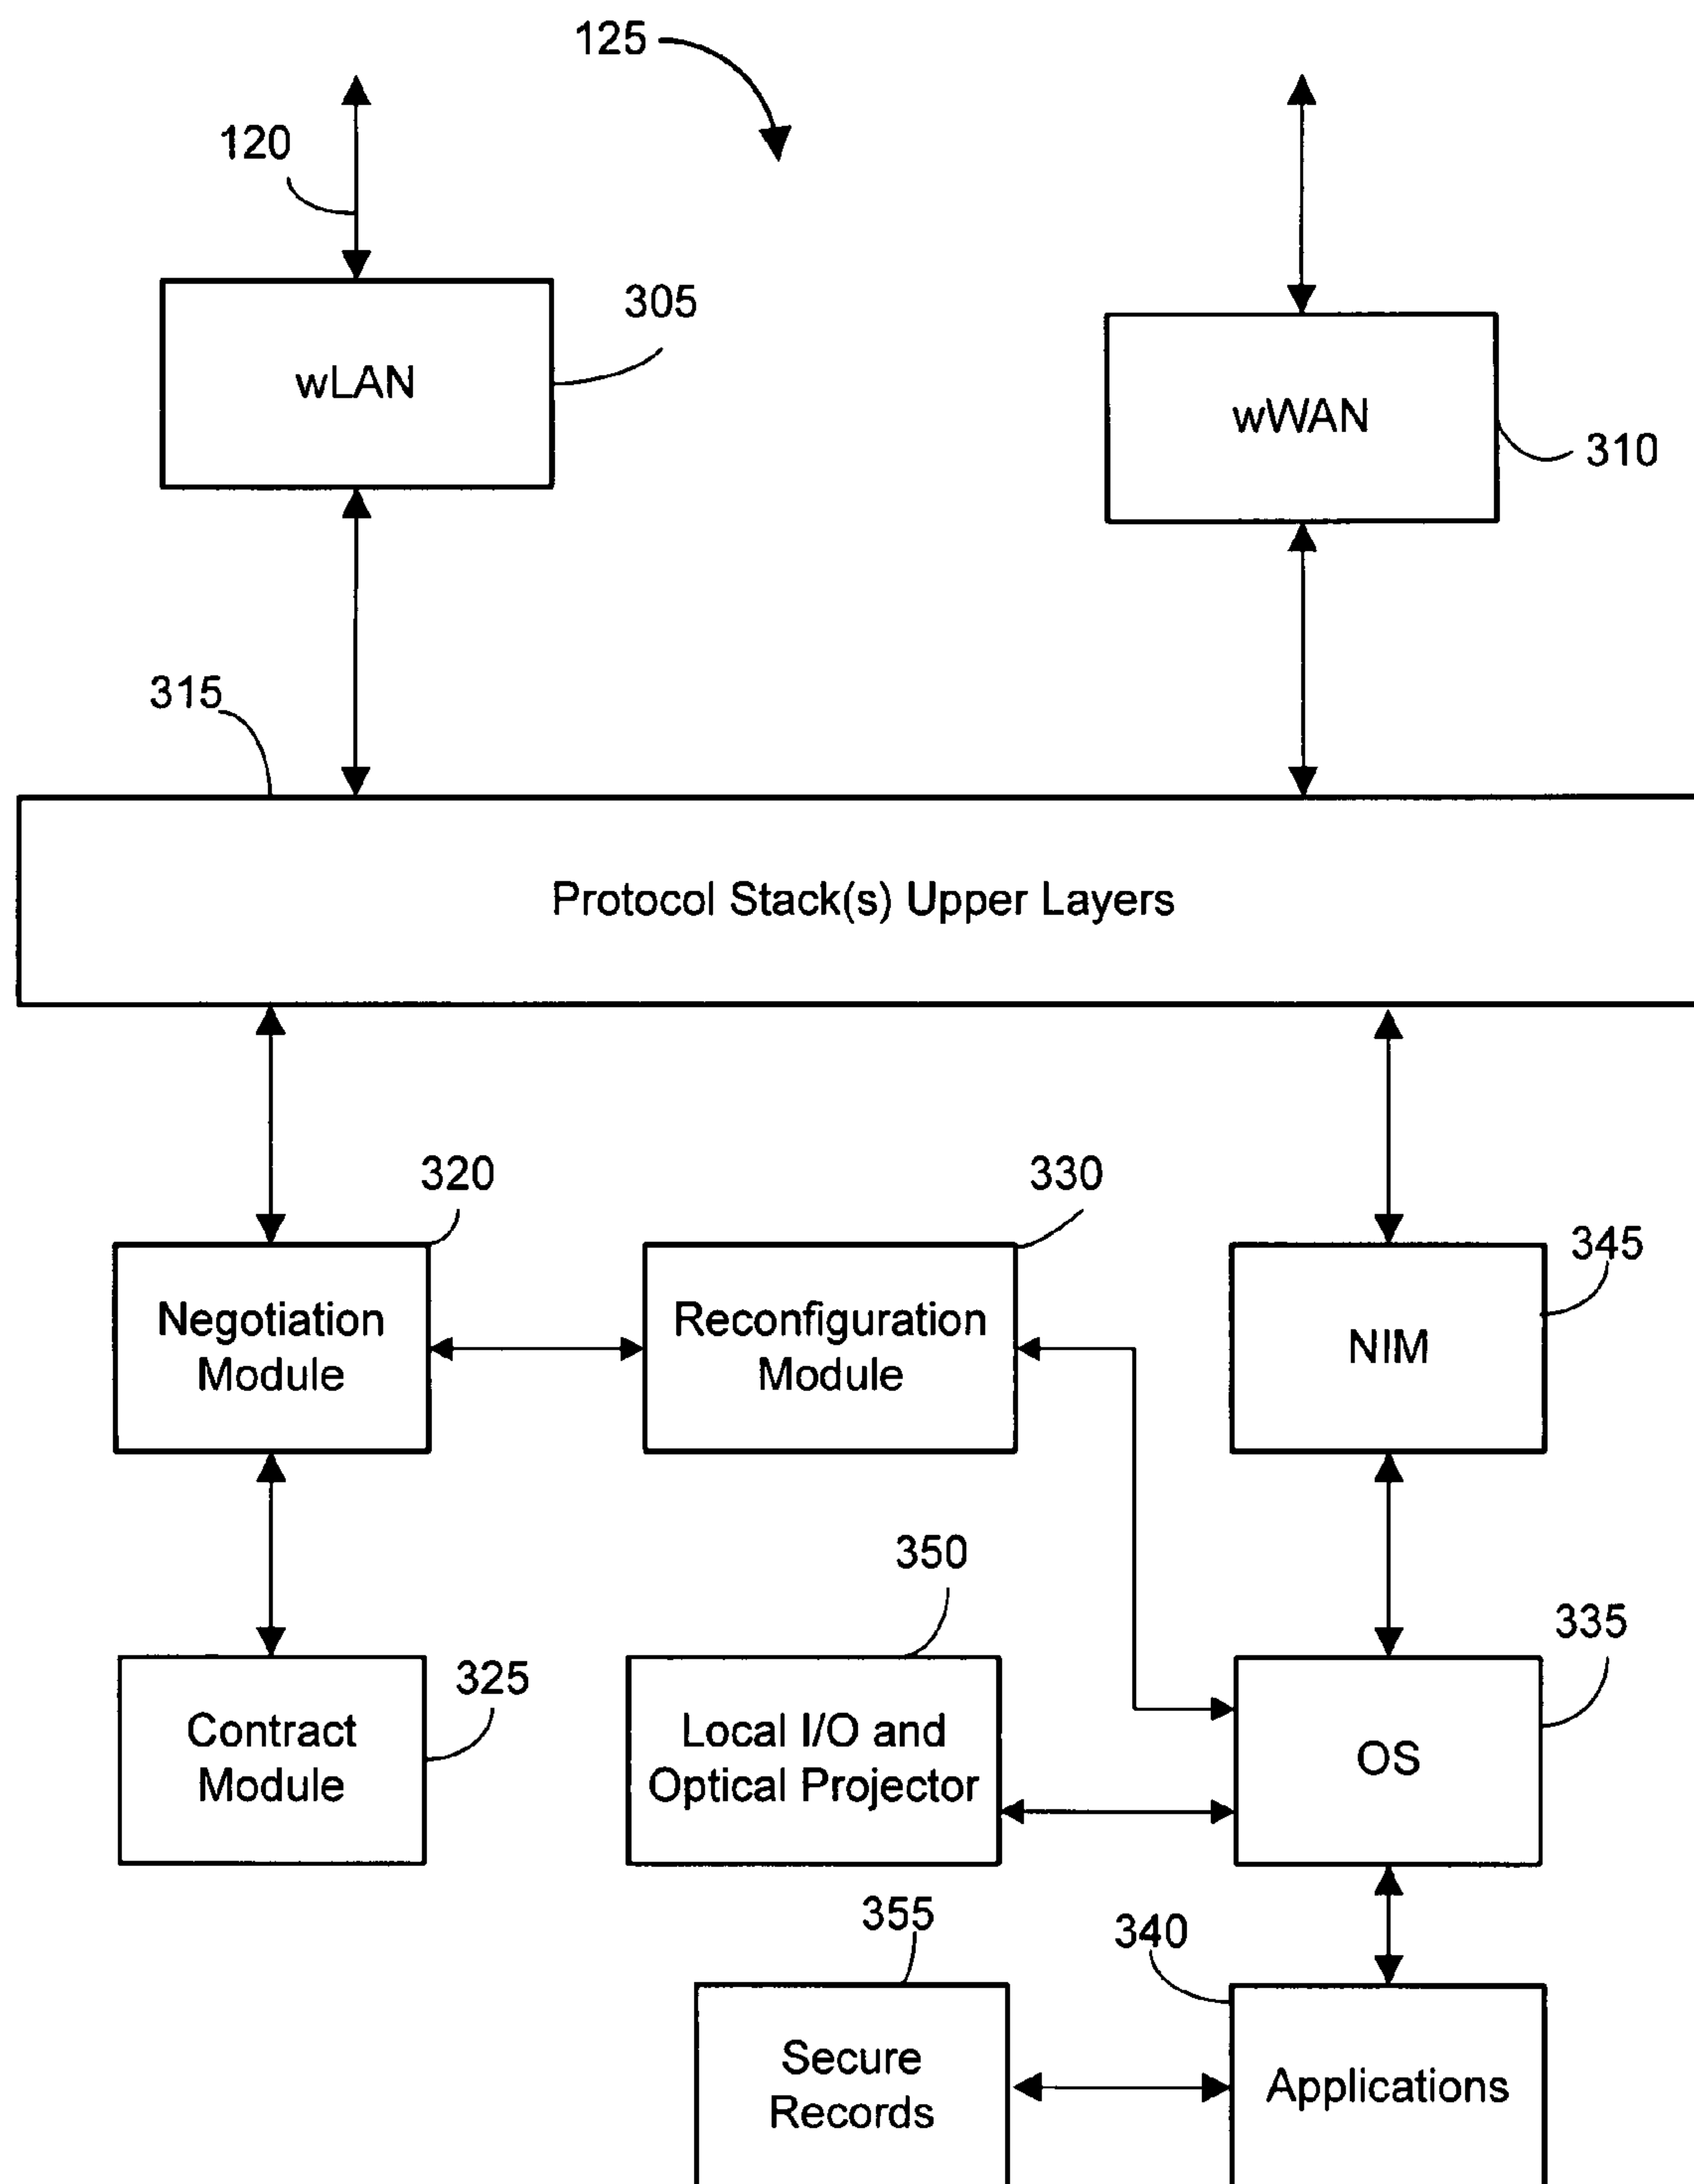 125
120
305
wLAN
wWAN
310
315
Protocol Stack(s) Upper Layers
320
330
345
Negotiation
Module
Reconfiguration
Module
NIM
350
335
325
Contract
Module
Local I/O and
Optical Projector
OS
355
340
Secure
Records
Applications